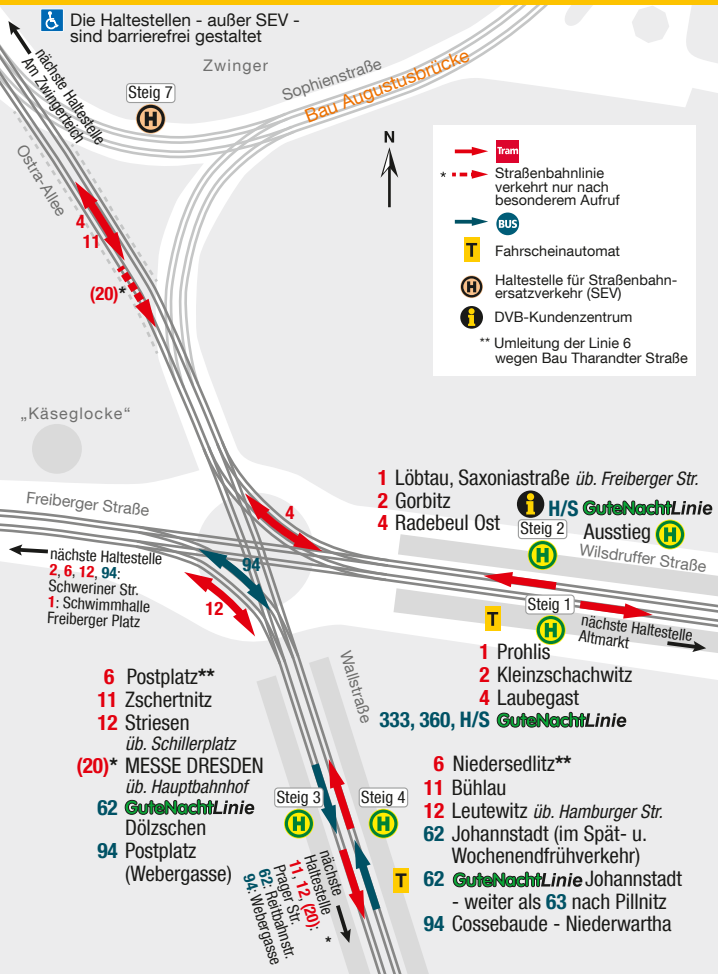 Die Haltestellen - außer SEV -
sind barrierefrei gestaltet
nächste Haltestelle
Am Zwingerteich
Zwinger
Steig 7
H
Sophienstraße
Bau Augustusbrücke
Ostra-Allee
4
11
(20)*
N
Tram
* Straßenbahnlinie
verkehrt nur nach
besonderem Aufruf
BUS
T Fahrscheinautomat
H Haltestelle für Straßenbahn-
ersatzverkehr (SEV)
i DVB-Kundenzentrum
** Umleitung der Linie 6
wegen Bau Tharandter Straße
„Käseglocke“
Freiberger Straße
nächste Haltestelle
2, 6, 12, 94:
Schweriner Str.
1: Schwimmhalle
Freiberger Platz
4
94
12
1 Löbtau, Saxoniastraße üb. Freiberger Str.
2 Gorbitz
4 Radebeul Ost
i H/S GuteNachtLinie
Ausstieg H
Steig 2
H
Wilsdruffer Straße
Steig 1
H
T
nächste Haltestelle
Altmarkt
1 Prohlis
2 Kleinzschachwitz
4 Laubegast
333, 360, H/S GuteNachtLinie
Wallstraße
6 Postplatz**
11 Zschertnitz
12 Striesen
üb. Schillerplatz
(20)* MESSE DRESDEN
üb. Hauptbahnhof
62 GuteNachtLinie
Dölzschen
94 Postplatz
(Webergasse)
Steig 3
H
Steig 4
H
T
nächste
Haltestelle
11, 12, (20):
Prager Str. *
62: Reitbahnstr.
94: Webergasse
6 Niedersedlitz**
11 Bühlau
12 Leutewitz üb. Hamburger Str.
62 Johannstadt (im Spät- u.
Wochenendfrühverkehr)
62 GuteNachtLinie Johannstadt
- weiter als 63 nach Pillnitz
94 Cossebaude - Niederwartha